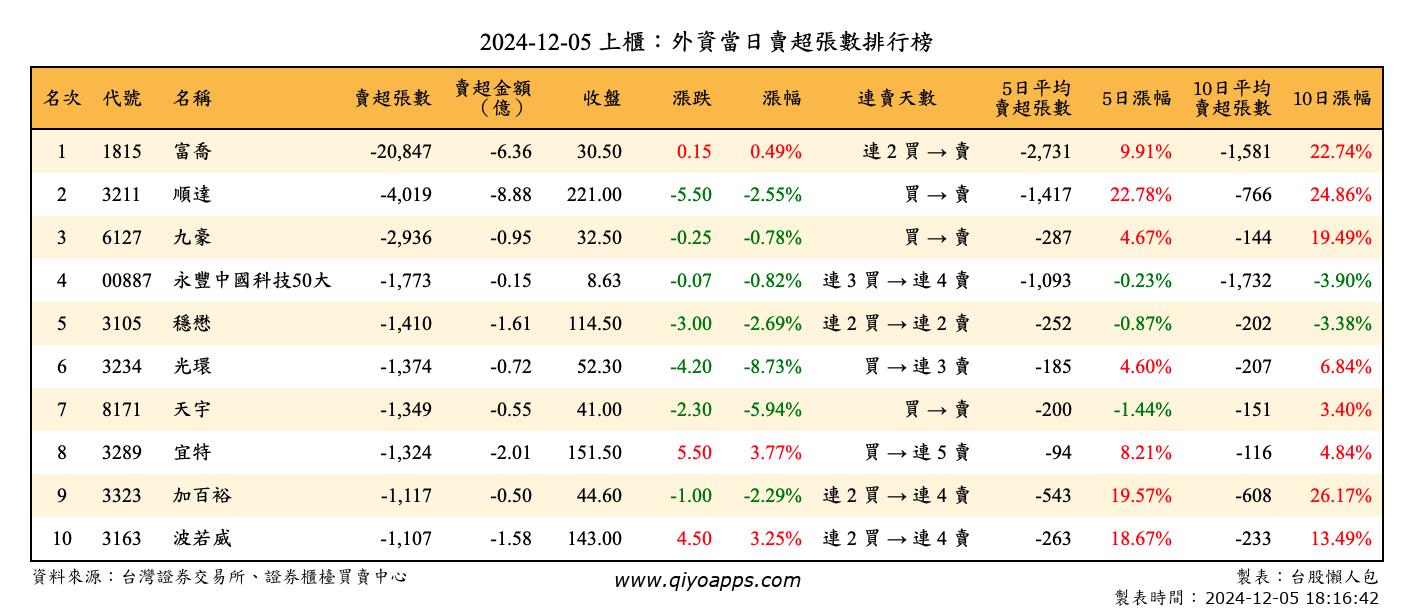 2024-12-05 上櫃：外資當日賣超張數排行榜
名次 代號 名稱 賣超張數 賣超金額（億） 收盤 漲跌 漲幅 連賣天數 5日平均賣超張數 5日漲幅 10日平均賣超張數 10日漲幅
1 1815 富喬 -20,847 -6.36 30.50 0.15 0.49% 連 2 買 → 賣 -2,731 9.91% -1,581 22.74%
2 3211 順達 -4,019 -8.88 221.00 -5.50 -2.55% 買 → 賣 -1,417 22.78% -766 24.86%
3 6127 九豪 -2,936 -0.95 32.50 -0.25 -0.78% 買 → 賣 -287 4.67% -144 19.49%
4 00887 永豐中國科技50大 -1,773 -0.15 8.63 -0.07 -0.82% 連 3 買 → 連 4 賣 -1,093 -0.23% -1,732 -3.90%
5 3105 穩懋 -1,410 -1.61 114.50 -3.00 -2.69% 連 2 買 → 連 2 賣 -252 -0.87% -202 -3.38%
6 3234 光環 -1,374 -0.72 52.30 -4.20 -8.73% 買 → 連 3 賣 -185 4.60% -207 6.84%
7 8171 天宇 -1,349 -0.55 41.00 -2.30 -5.94% 買 → 賣 -200 -1.44% -151 3.40%
8 3289 宜特 -1,324 -2.01 151.50 5.50 3.77% 買 → 連 5 賣 -94 8.21% -116 4.84%
9 3323 加百裕 -1,117 -0.50 44.60 -1.00 -2.29% 連 2 買 → 連 4 賣 -543 19.57% -608 26.17%
10 3163 波若威 -1,107 -1.58 143.00 4.50 3.25% 連 2 買 → 連 4 賣 -263 18.67% -233 13.49%
資料來源：台灣證券交易所、證券櫃檯買賣中心 www.qiyoapps.com 製表：台股懶人包
製表時間：2024-12-05 18:16:42